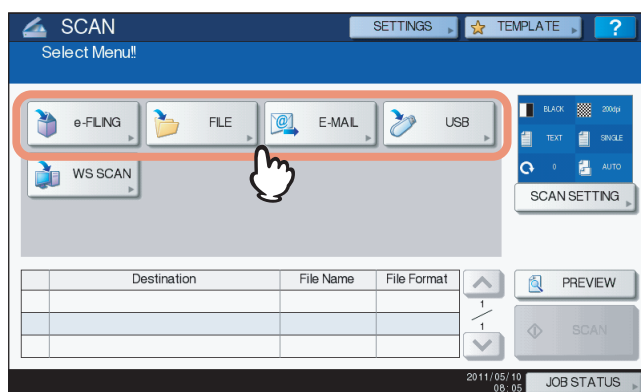 SCAN
SETTINGS
TEMPLATE
?
Select Menu!!
e-FILING
FILE
E-MAIL
USB
BLACK
200dpi
TEXT
SINGLE
0
AUTO
WS SCAN
SCAN SETTING
Destination
File Name
File Format
PREVIEW
1
1
SCAN
2011/05/10
08:05
JOB STATUS